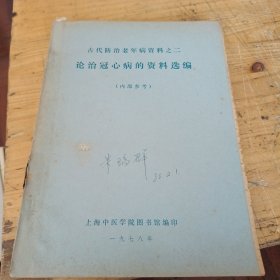 古代防治老年病资料之二
论治冠心病的资料选编
（内部参考）
上海中医学院图书馆编印
一九七八年